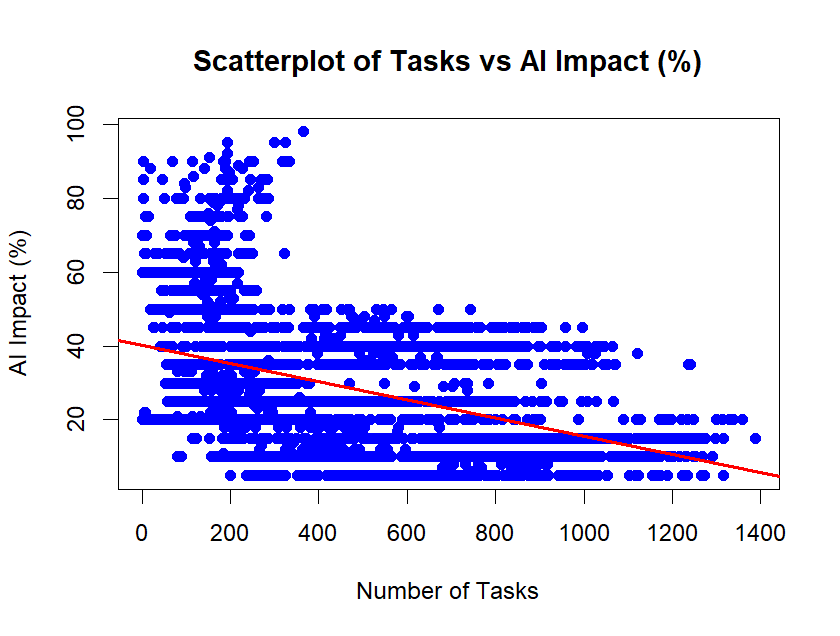 Scatterplot of Tasks vs AI Impact (%)
AI Impact (%)
100
80
60
40
20
0 200 400 600 800 1000 1200 1400
Number of Tasks